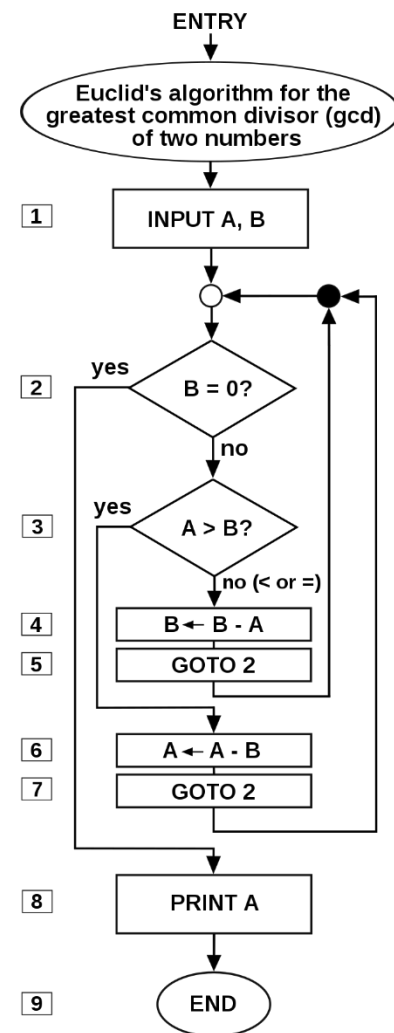 ENTRY
Euclid's algorithm for the
greatest common divisor (gcd)
of two numbers
1
INPUT A, B
yes
2
B = 0?
no
yes
3
A > B?
no (< or =)
4
B ← B - A
5
GOTO 2
6
A ← A - B
7
GOTO 2
8
PRINT A
9
END